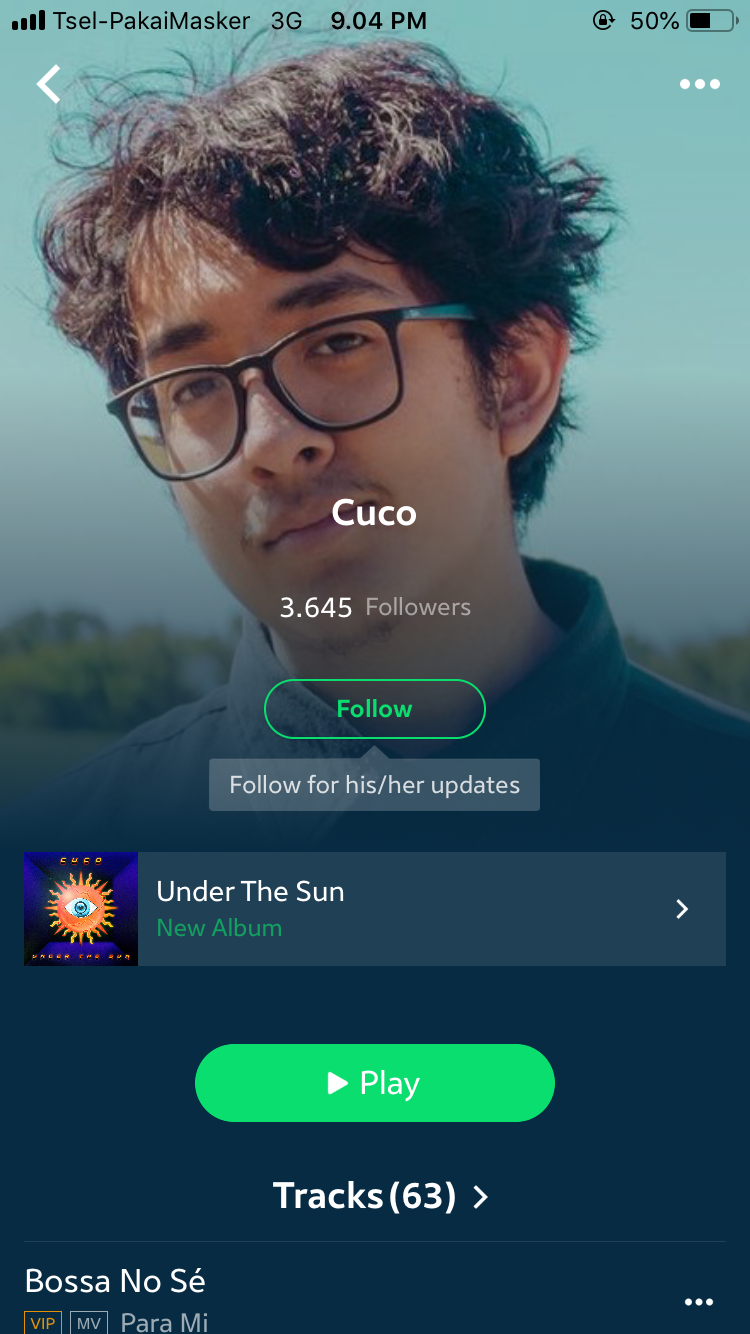 Tsel-PakaiMasker 3G 9.04 PM 50%
Cuco
3.645 Followers
Follow
Follow for his/her updates
CUCO
UNDER THE SUN
Under The Sun
New Album
Play
Tracks (63)
Bossa No Sé
VIP MV Para Mi